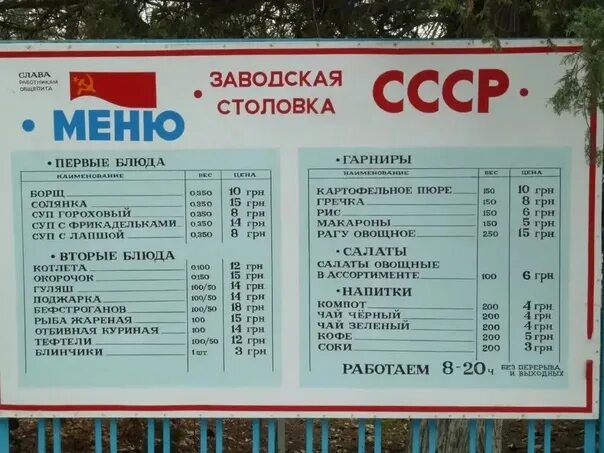 СЛАВА
РАБОТНИКАМ
ОБЩЕПИТА
• МЕНЮ
• ЗАВОДСКАЯ
СТОЛОВКА
СССР •
• ПЕРВЫЕ БЛЮДА
НАИМЕНОВАНИЕ ВЕС ЦЕНА
БОРЩ 0,350 10 ГРН
СОЛЯНКА 0,350 15 ГРН
СУП ГОРОХОВЫЙ 0,350 8 ГРН
СУП С ФРИКАДЕЛЬКАМИ 0,350 14 ГРН
СУП С ЛАПШОЙ 0,350 8 ГРН
• ВТОРЫЕ БЛЮДА
КОТЛЕТА 0,100 12 ГРН
ОКОРОЧОК 0,150 15 ГРН
ГУЛЯШ 100/50 14 ГРН
ПОДЖАРКА 100/50 14 ГРН
БЕФСТРОГАНОВ 100/50 18 ГРН
РЫБА ЖАРЕНАЯ 100 15 ГРН
ОТБИВНАЯ КУРИНАЯ 100 14 ГРН
ТЕФТЕЛИ 100/50 12 ГРН
БЛИНЧИКИ 1 ШТ 3 ГРН
• ГАРНИРЫ
НАИМЕНОВАНИЕ ВЕС ЦЕНА
КАРТОФЕЛЬНОЕ ПЮРЕ 150 10 ГРН
ГРЕЧКА 150 8 ГРН
РИС 150 6 ГРН
МАКАРОНЫ 150 5 ГРН
РАГУ ОВОЩНОЕ 250 15 ГРН
• САЛАТЫ
САЛАТЫ ОВОЩНЫЕ
В АССОРТИМЕНТЕ 100 6 ГРН
• НАПИТКИ
КОМПОТ 200 4 ГРН
ЧАЙ ЧЁРНЫЙ 200 4 ГРН
ЧАЙ ЗЕЛЕНЫЙ 200 4 ГРН
КОФЕ 200 5 ГРН
СОКИ 200 3 ГРН
РАБОТАЕМ 8-20 Ч БЕЗ ПЕРЕРЫВА
И ВЫХОДНЫХ